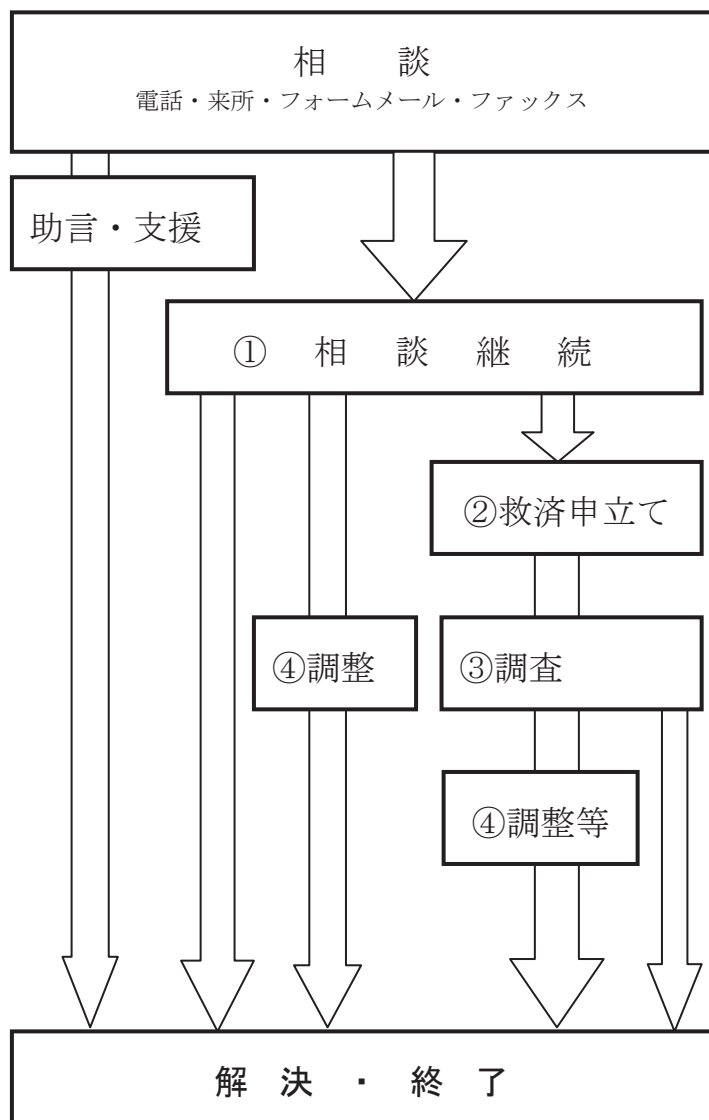 相　談
電話・来所・フォームメール・ファックス
助言・支援
①　相　談　継　続
②救済申立て
④調整
③調査
④調整等
解　決　・　終　了